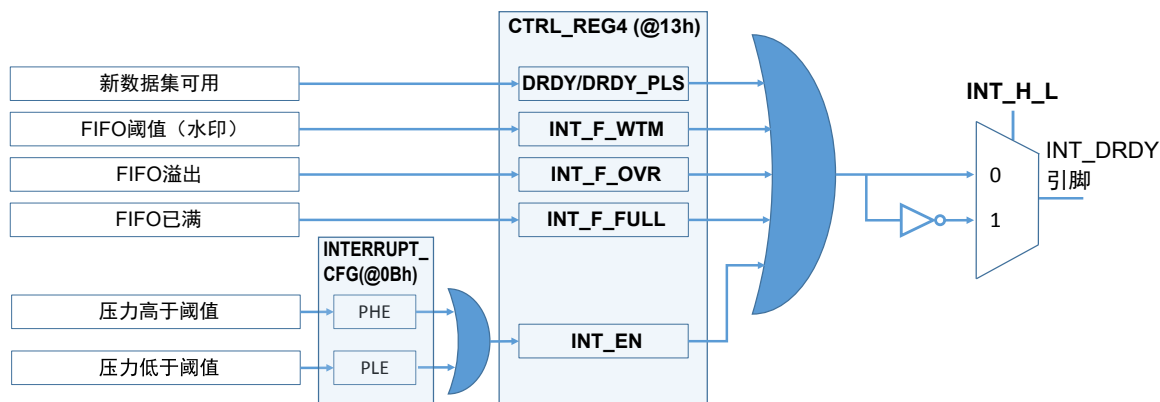 CTRL_REG4 (@13h)
新数据集可用
DRDY/DRDY_PLS
FIFO阈值（水印）
INT_F_WTM
FIFO溢出
INT_F_OVR
FIFO已满
INT_F_FULL
INTERRUPT_
CFG(@0Bh)
压力高于阈值
PHE
压力低于阈值
PLE
INT_EN
INT_H_L
0
1
INT_DRDY
引脚